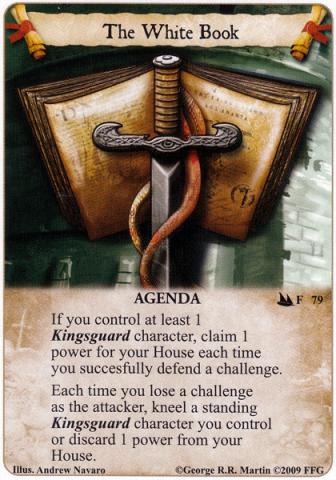 The White Book
AGENDA
F 79
If you control at least 1
Kingsguard character, claim 1
power for your House each time
you succesfully defend a challenge.
Each time you lose a challenge
as the attacker, kneel a standing
Kingsguard character you control
or discard 1 power from your
House.
Illus. Andrew Navaro ©George R.R. Martin ©2009 FFG